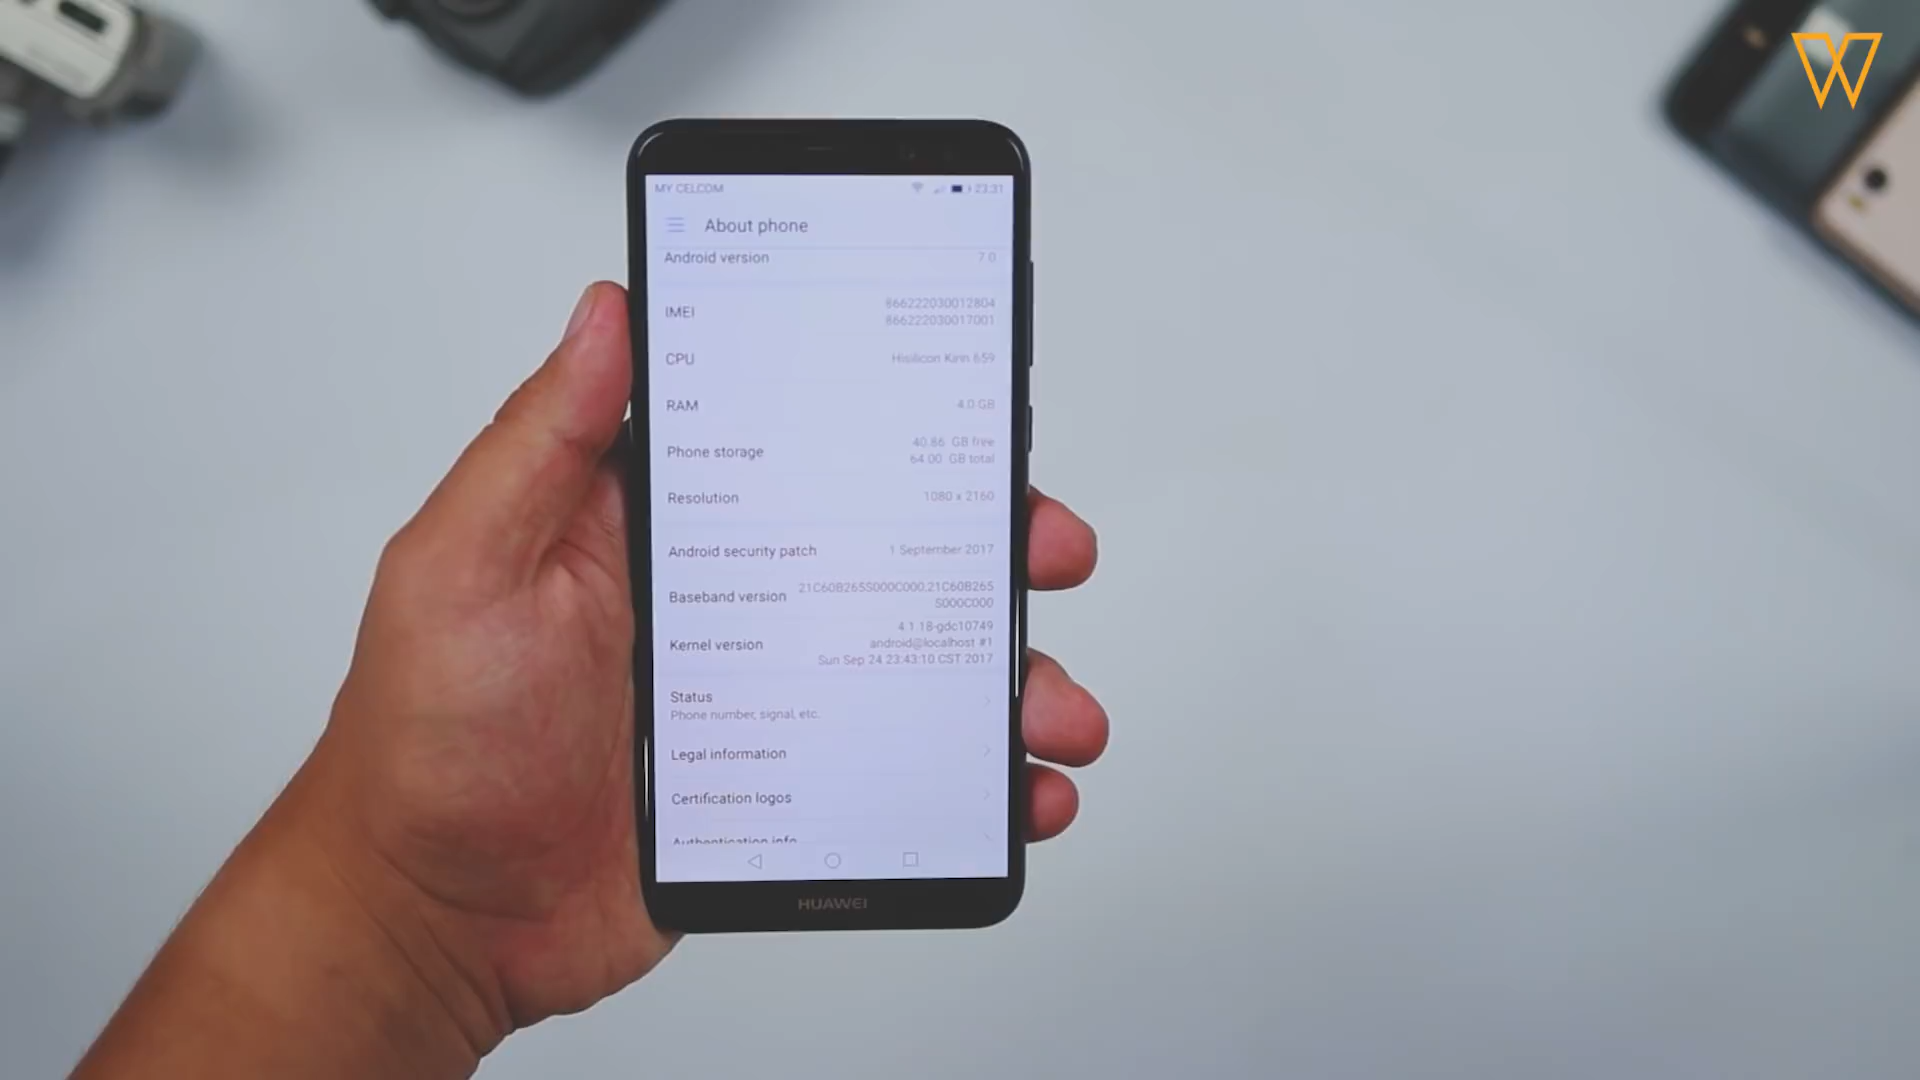 MY CELCOM 23:31
About phone
Android version 7.0
IMEI 866222030012804
866222030017001
CPU Hisilicon Kirin 659
RAM 4.0 GB
Phone storage 40.86 GB free
64.00 GB total
Resolution 1080 x 2160
Android security patch 1 September 2017
Baseband version 21C60B265S000C000,21C60B265
S000C000
Kernel version 4.1.18-gdc10749
android@localhost #1
Sun Sep 24 23:43:10 CST 2017
Status
Phone number, signal, etc.
Legal information
Certification logos
Authentication info
HUAWEI